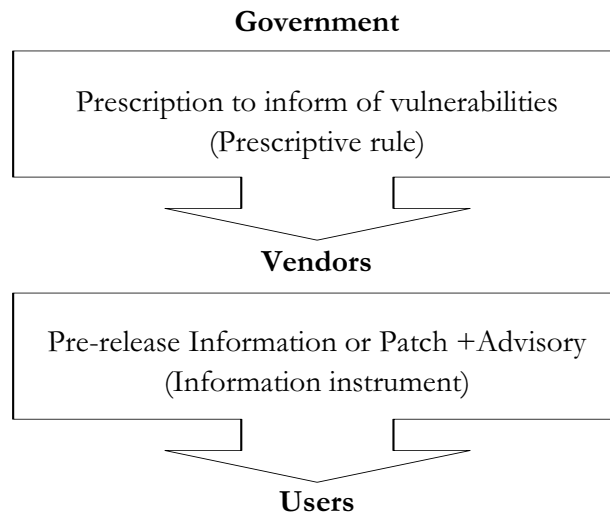 Government
Prescription to inform of vulnerabilities
(Prescriptive rule)
Vendors
Pre-release Information or Patch +Advisory
(Information instrument)
Users